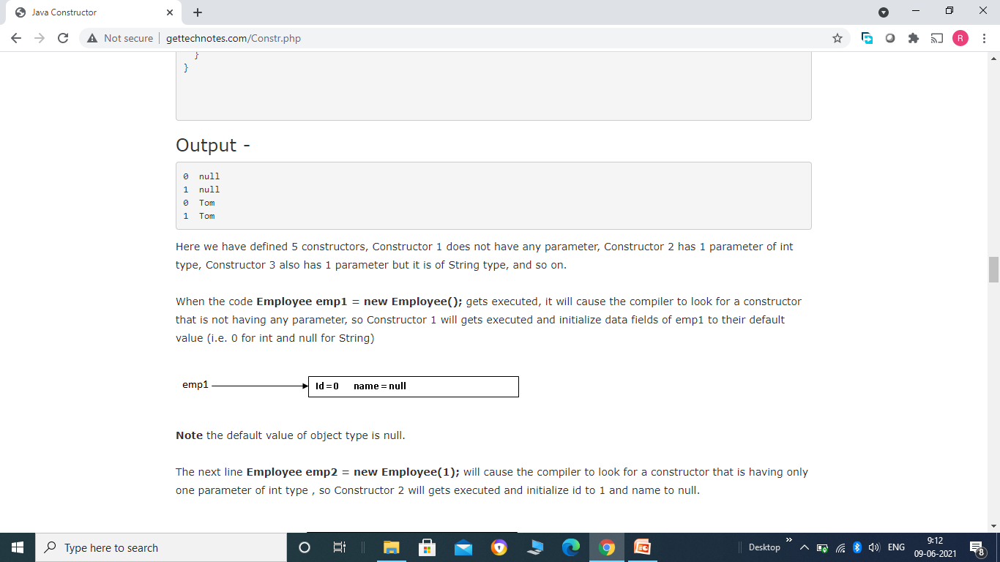 Java Constructor
Not secure
gettechnotes.com/Constr.php
R
}
}
Output -
0 null
1 null
0 Tom
1 Tom
Here we have defined 5 constructors, Constructor 1 does not have any parameter, Constructor 2 has 1 parameter of int
type, Constructor 3 also has 1 parameter but it is of String type, and so on.
When the code Employee emp1 = new Employee(); gets executed, it will cause the compiler to look for a constructor
that is not having any parameter, so Constructor 1 will gets executed and initialize data fields of emp1 to their default
value (i.e. 0 for int and null for String)
emp1 Id = 0 name = null
Note the default value of object type is null.
The next line Employee emp2 = new Employee(1); will cause the compiler to look for a constructor that is having only
one parameter of int type , so Constructor 2 will gets executed and initialize id to 1 and name to null.
Type here to search
Desktop
ENG
9:12
09-06-2021
8